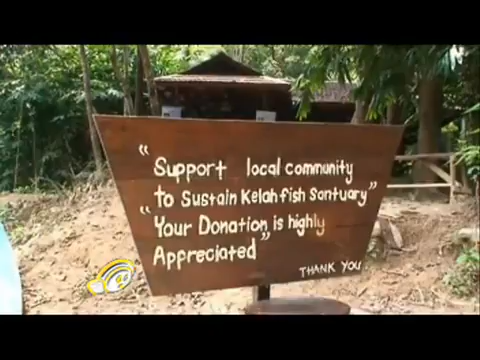 "Support local community
to Sustain Kelah fish Santuary"
"Your Donation is highly
Appreciated"
THANK YOU